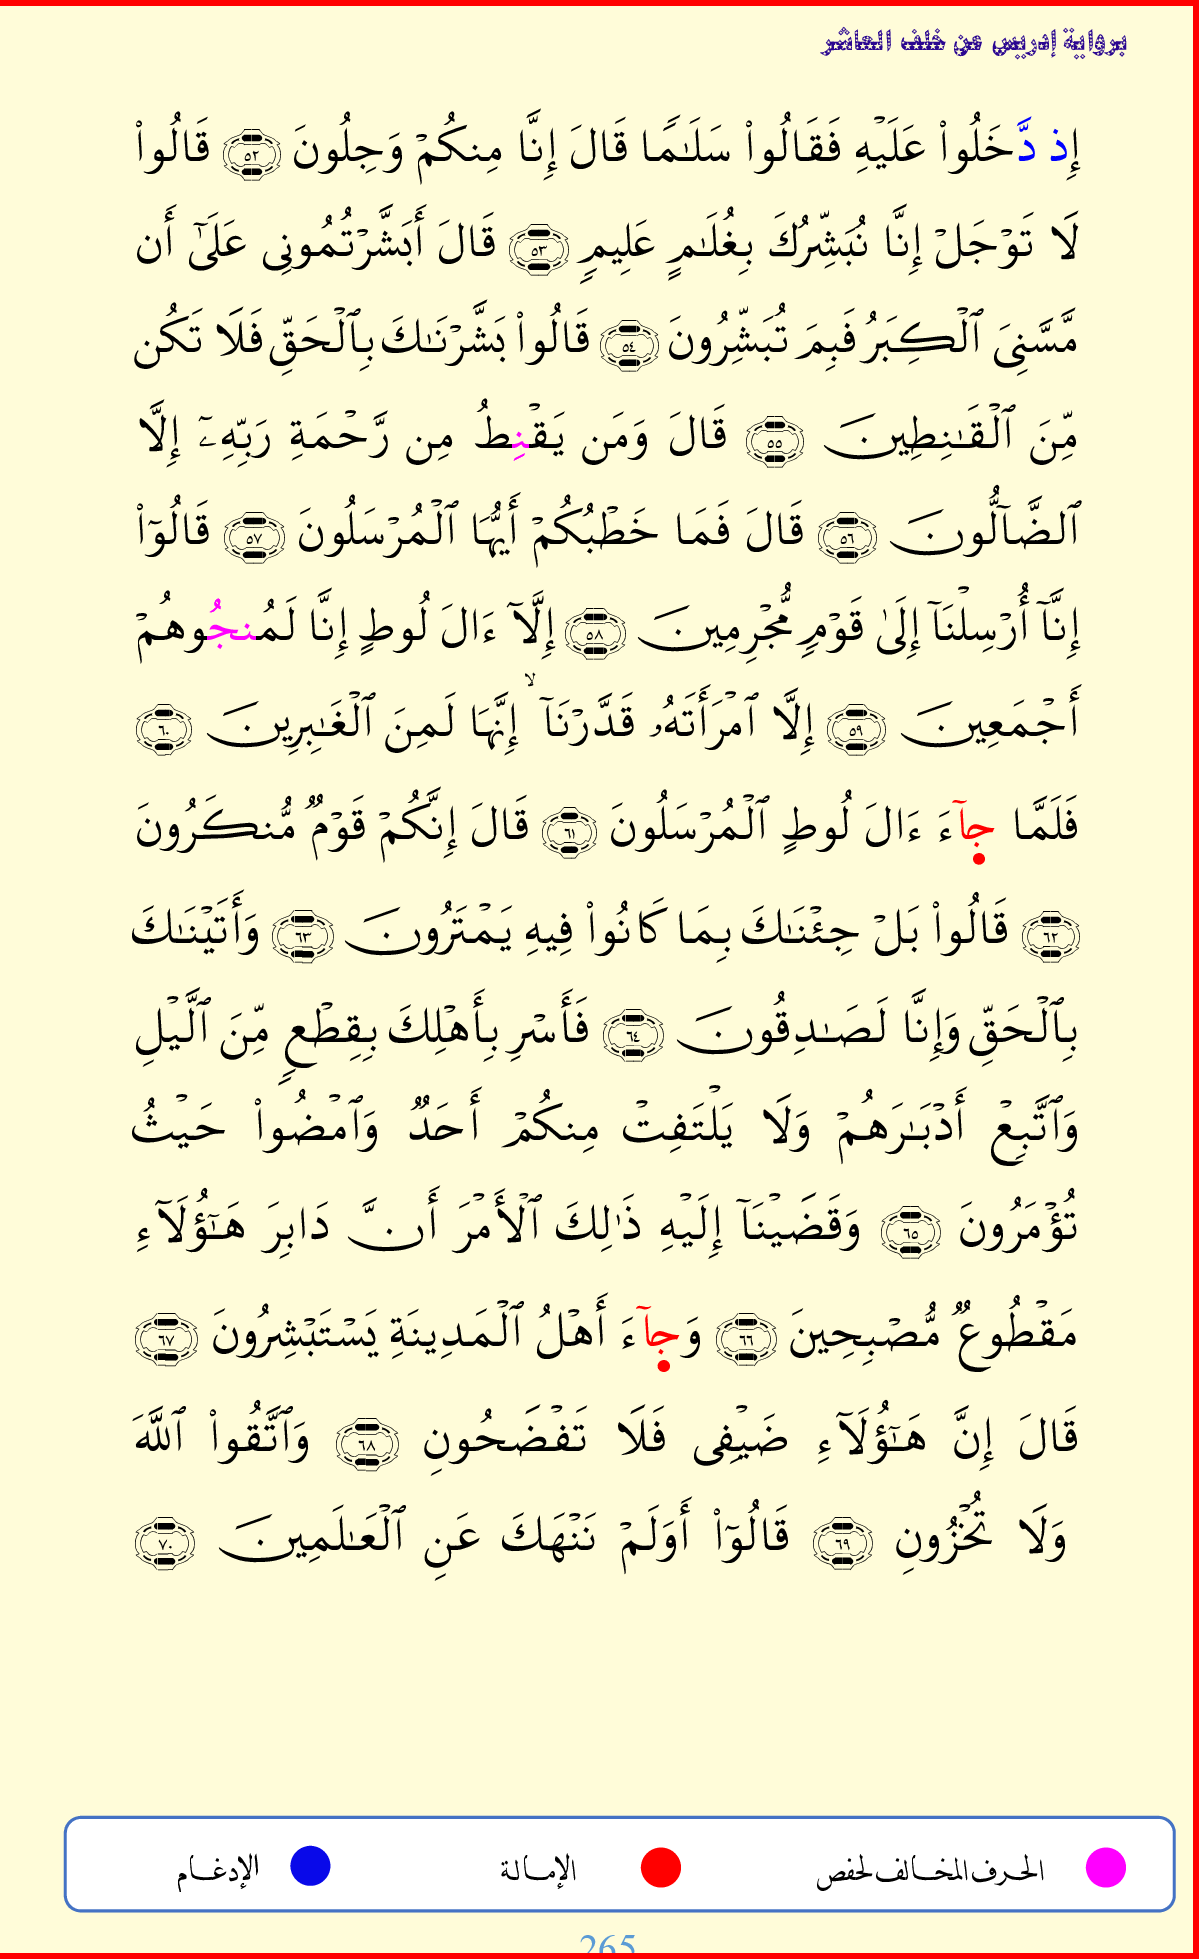 برواية إدريس عن خلف العاشر
إِذ دَّخَلُوا۟ عَلَيْهِ فَقَالُوا۟ سَلَـٰمًا قَالَ إِنَّا مِنكُمْ وَجِلُونَ ٥٢ قَالُوا۟
لَا تَوْجَلْ إِنَّا نُبَشِّرُكَ بِغُلَـٰمٍ عَلِيمٍ ٥٣ قَالَ أَبَشَّرْتُمُونِى عَلَىٰٓ أَن
مَّسَّنِىَ ٱلْكِبَرُ فَبِمَ تُبَشِّرُونَ ٥٤ قَالُوا۟ بَشَّرْنَـٰكَ بِٱلْحَقِّ فَلَا تَكُن
مِّنَ ٱلْقَـٰنِطِينَ ٥٥ قَالَ وَمَن يَقْنِطُ مِن رَّحْمَةِ رَبِّهِۦٓ إِلَّا
ٱلضَّآلُّونَ ٥٦ قَالَ فَمَا خَطْبُكُمْ أَيُّهَا ٱلْمُرْسَلُونَ ٥٧ قَالُوٓا۟
إِنَّآ أُرْسِلْنَآ إِلَىٰ قَوْمٍ مُّجْرِمِينَ ٥٨ إِلَّآ ءَالَ لُوطٍ إِنَّا لَمُنجُوهُمْ
أَجْمَعِينَ ٥٩ إِلَّا ٱمْرَأَتَهُۥ قَدَّرْنَآ ۙ إِنَّهَا لَمِنَ ٱلْغَـٰبِرِينَ ٦٠
فَلَمَّا جَآءَ ءَالَ لُوطٍ ٱلْمُرْسَلُونَ ٦١ قَالَ إِنَّكُمْ قَوْمٌ مُّنكَرُونَ
٦٢ قَالُوا۟ بَلْ جِئْنَـٰكَ بِمَا كَانُوا۟ فِيهِ يَمْتَرُونَ ٦٣ وَأَتَيْنَـٰكَ
بِٱلْحَقِّ وَإِنَّا لَصَـٰدِقُونَ ٦٤ فَأَسْرِ بِأَهْلِكَ بِقِطْعٍ مِّنَ ٱلَّيْلِ
وَٱتَّبِعْ أَدْبَـٰرَهُمْ وَلَا يَلْتَفِتْ مِنكُمْ أَحَدٌ وَٱمْضُوا۟ حَيْثُ
تُؤْمَرُونَ ٦٥ وَقَضَيْنَآ إِلَيْهِ ذَٰلِكَ ٱلْأَمْرَ أَنَّ دَابِرَ هَـٰٓؤُلَآءِ
مَقْطُوعٌ مُّصْبِحِينَ ٦٦ وَجَآءَ أَهْلُ ٱلْمَدِينَةِ يَسْتَبْشِرُونَ ٦٧
قَالَ إِنَّ هَـٰٓؤُلَآءِ ضَيْفِى فَلَا تَفْضَحُونِ ٦٨ وَٱتَّقُوا۟ ٱللَّهَ
وَلَا تُخْزُونِ ٦٩ قَالُوٓا۟ أَوَلَمْ نَنْهَكَ عَنِ ٱلْعَـٰلَمِينَ ٧٠
الحرف المخالف لحفص الإمالة الإدغام
265